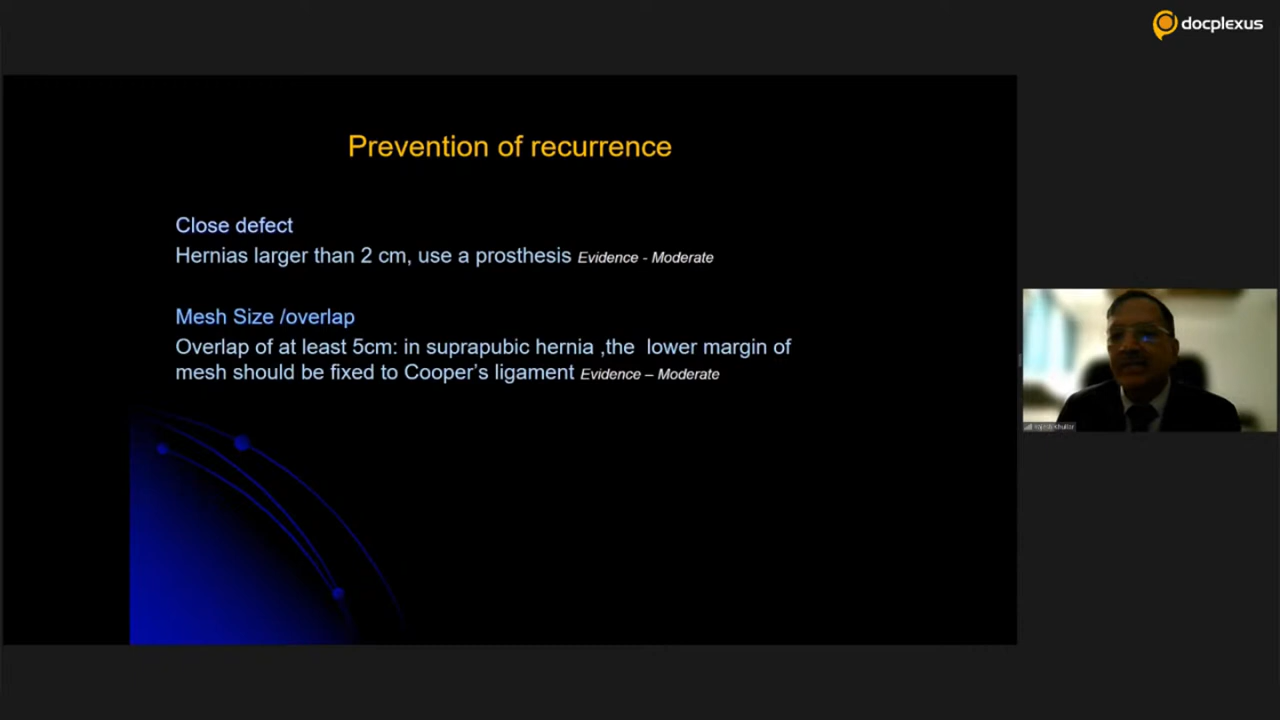 docplexus
Prevention of recurrence
Close defect
Hernias larger than 2 cm, use a prosthesis Evidence - Moderate
Mesh Size /overlap
Overlap of at least 5cm: in suprapubic hernia ,the lower margin of
mesh should be fixed to Cooper’s ligament Evidence – Moderate